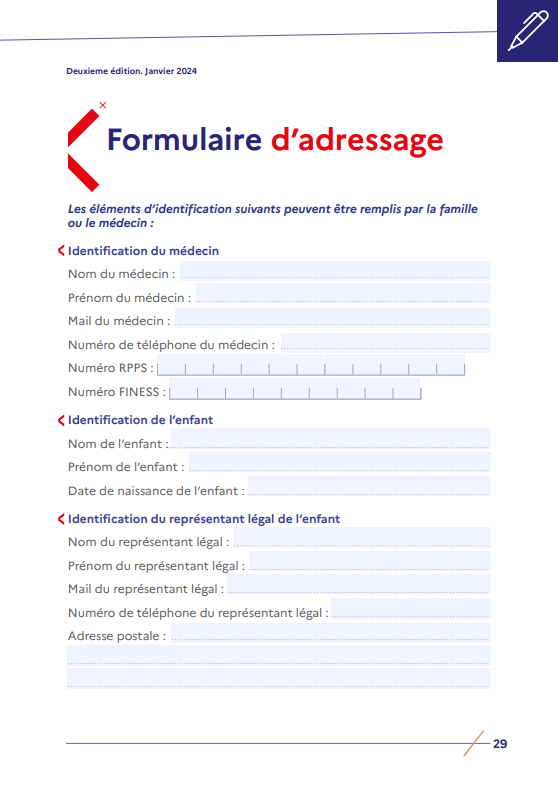 Deuxieme édition. Janvier 2024
Formulaire d'adressage
Les éléments d'identification suivants peuvent être remplis par la famille
ou le médecin :
Identification du médecin
Nom du médecin :
Prénom du médecin :
Mail du médecin :
Numéro de téléphone du médecin :
Numéro RPPS :
Numéro FINESS :
Identification de l'enfant
Nom de l'enfant :
Prénom de l'enfant :
Date de naissance de l'enfant :
Identification du représentant légal de l'enfant
Nom du représentant légal :
Prénom du représentant légal :
Mail du représentant légal :
Numéro de téléphone du représentant légal :
Adresse postale :
29